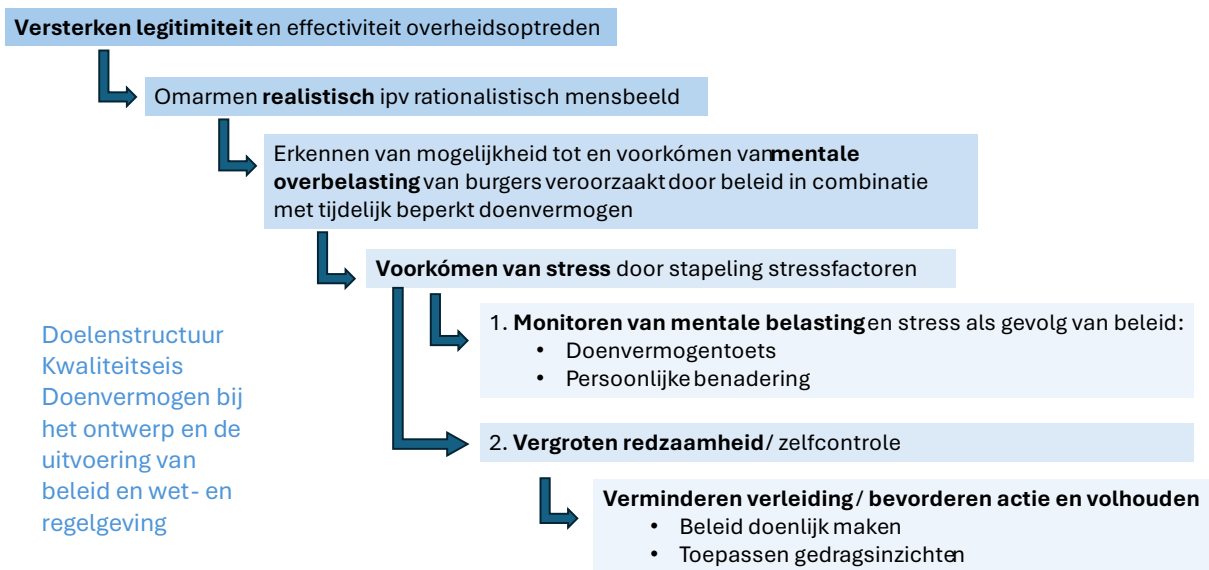 Versterken legitimiteit en effectiviteit overheidsoptreden
Omarmen realistisch ipv rationalistisch mensbeeld
Erkennen van mogelijkheid tot en voorkómen van mentale
overbelasting van burgers veroorzaakt door beleid in combinatie
met tijdelijk beperkt doenvermogen
Voorkómen van stress door stapeling stressfactoren
1. Monitoren van mentale belasting en stress als gevolg van beleid:
• Doenvermogentoets
• Persoonlijke benadering
2. Vergroten redzaamheid/ zelfcontrole
Verminderen verleiding/ bevorderen actie en volhouden
• Beleid doenlijk maken
• Toepassen gedragsinzichten
Doelenstructuur
Kwaliteitseis
Doenvermogen bij
het ontwerp en de
uitvoering van
beleid en wet- en
regelgeving